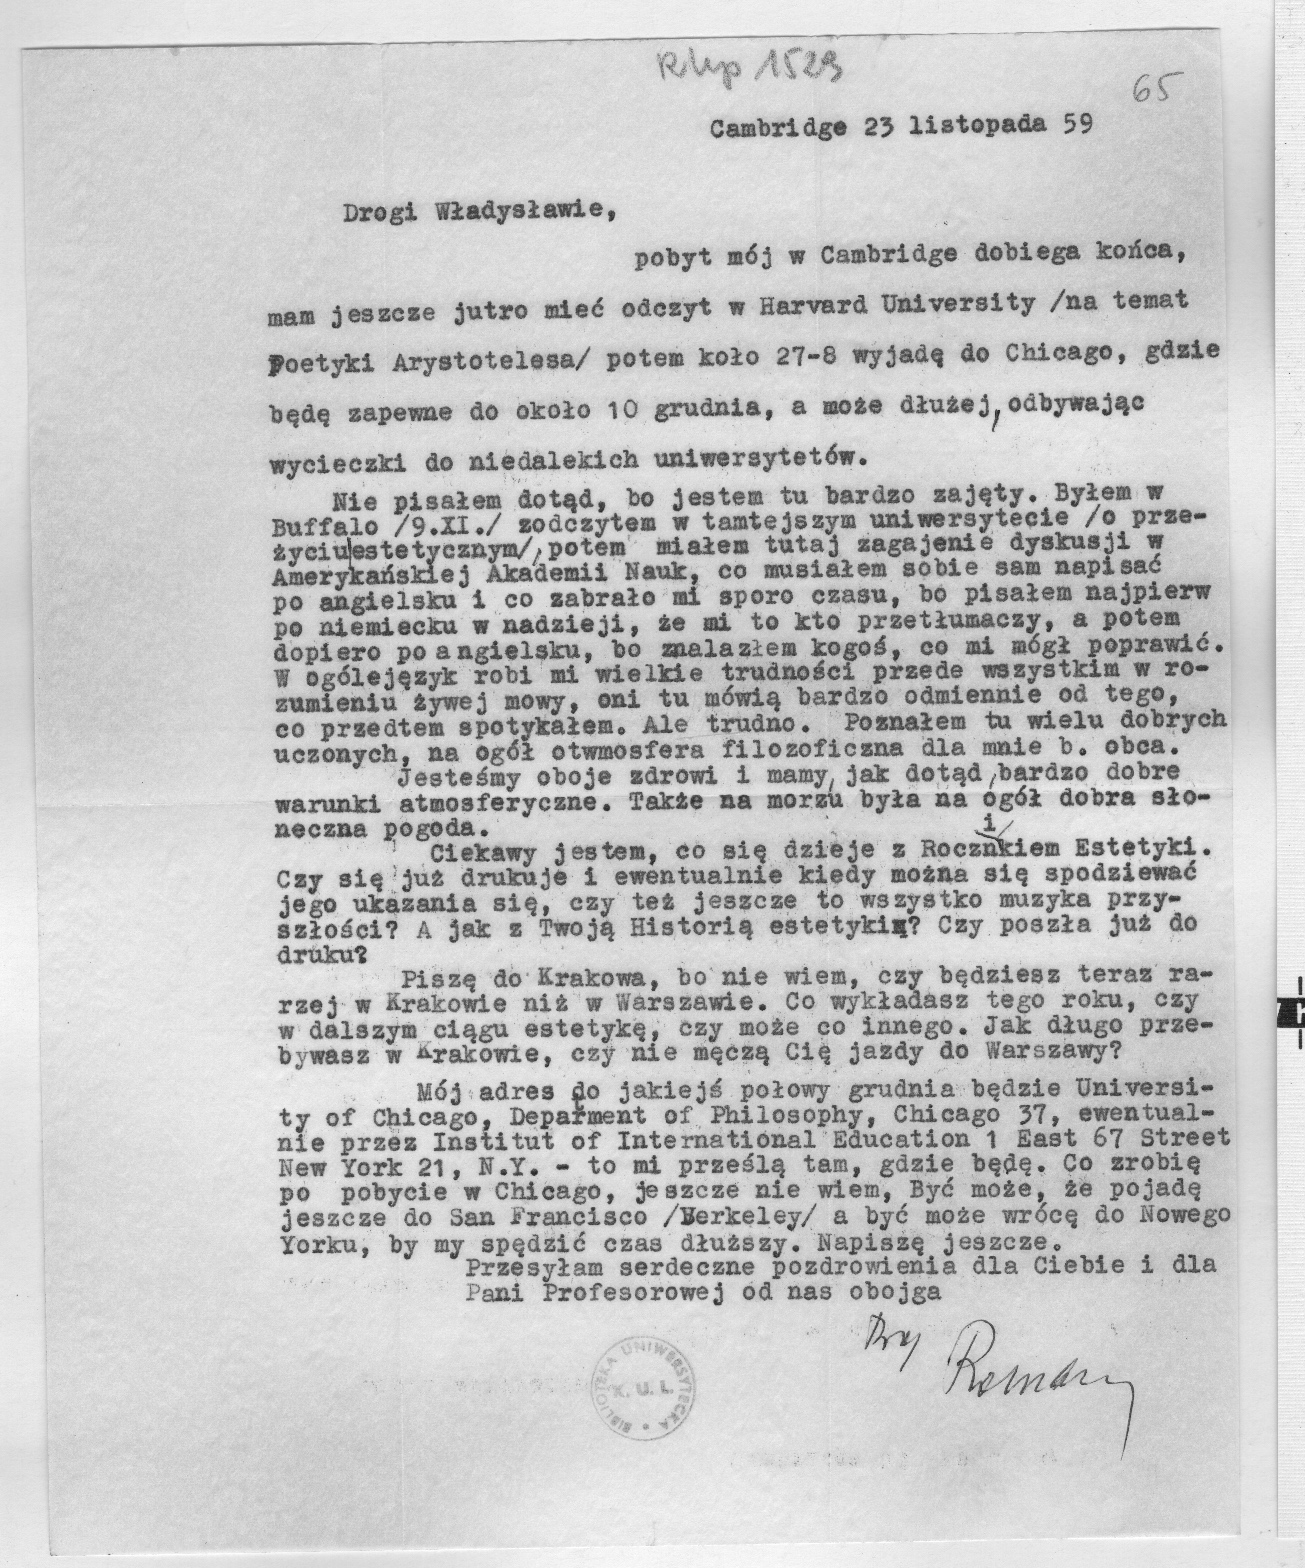 Rkp 1529
65
Cambridge 23 listopada 59
Drogi Władysławie,
pobyt mój w Cambridge dobiega końca,
mam jeszcze jutro mieć odczyt w Harvard University /na temat
Poetyki Arystotelesa/ potem koło 27-8 wyjadę do Chicago, gdzie
będę zapewne do około 10 grudnia, a może dłużej, odbywając
wycieczki do niedalekich uniwersytetów.
Nie pisałem dotąd, bo jestem tu bardzo zajęty. Byłem w
Buffalo /9.XI./ zodczytem w tamtejszym uniwersytecie /o prze-
życiu|estetycznym/, potem miałem tutaj zagajenie dyskusji w
Amerykańskiej Akademii Nauk, co musiałem sobie sam napisać
po angielsku i co zabrało mi sporo czasu, bo pisałem najpierw
po niemiecku w nadzieji, że mi to kto przetłumaczy, a potem
dopiero po angielsku, bo znalazłem kogoś, co mi mógł poprawić.
W ogólejęzyk robi mi wielkie trudności przede wszystkim w ro-
zumieniu żywej mowy, oni tu mówią bardzo odmiennie od tego,
co przedtem spotykałem. Ale trudno. Poznałem tu wielu dobrych
uczonych, na ogół otwmosfera filozoficzna dla mnie b. obca.
Jesteśmy oboje zdrowi i mamy, jak dotąd, bardzo dobre
warunki atmosferyczne. Także na morzu była na ogół dobra sło-
neczna pogoda.
Ciekawy jestem, co się dzieje z Rocznikiem Estetyki.
Czy się już drukuje i ewentualnie kiedy można się spodziewać
jego ukazania się, czy też jeszcze to wszystko muzyka przy-
szłości? A jak z Twoją Historią estetyki? Czy poszła już do
druku?
Piszę do Krakowa, bo nie wiem, czy będziesz teraz ra-
rzej w Krakowie niż w Warszawie. Co wykładasz tego roku, czy
w dalszym ciągu estetykę, czy może co innego. Jak długo prze-
bywasz w Krakowie, czy nie męczą Cię jazdy do Warszawy?
Mój adres do jakiejś połowy grudnia będzie Universi-
ty of Chicago, Deparment of Philosophy, Chicago 37, ewentual-
nie przez Institut of International Education 1 East 67 Street
New York 21, N.Y. - to mi prześlą tam, gdzie będę. Co zrobię
po pobycie w Chicago, jeszcze nie wiem, Być może, że pojadę
jeszcze do San Francisco /Berkeley/ a być może wrócę do Nowego
Yorku, by my spędzić czas dłuższy. Napiszę jeszcze.
Przesyłam serdeczne pozdrowienia dla Ciebie i dla
Pani Profesorowej od nas obojga
Roman
BIBLIOTEKA UNIWERSYTECKA
K. U. L.